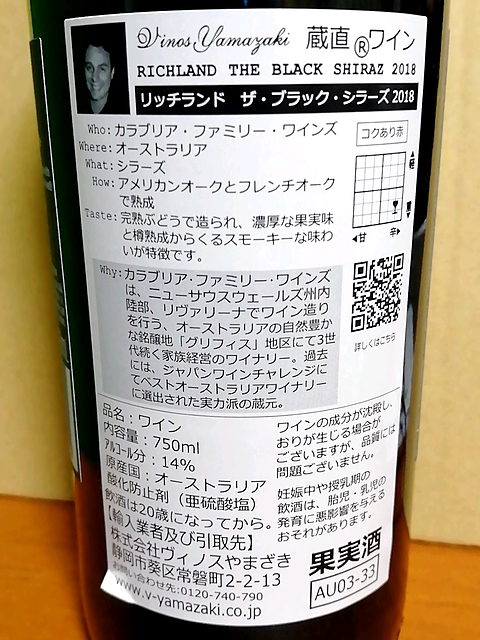 Vinos Yamazaki 蔵直®ワイン
RICHLAND THE BLACK SHIRAZ 2018
リッチランド ザ・ブラック・シラーズ 2018
Who:カラブリア・ファミリー・ワインズ
Where:オーストラリア
What:シラーズ
How:アメリカンオークとフレンチオーク
で熟成
Taste:完熟ぶどうで造られ、濃厚な果実味
と樽熟成からくるスモーキーな味わ
いが特徴です。
コクあり赤
▲軽
重▼
◀甘 辛▶
詳しくはこちら
Why:カラブリア・ファミリー・ワインズ
は、ニューサウスウェールズ州内
陸部、リヴァリーナでワイン造り
を行う、オーストラリアの自然豊か
な銘醸地「グリフィス」地区にて3世
代続く家族経営のワイナリー。過去
には、ジャパンワインチャレンジに
てベストオーストラリアワイナリー
に選出された実力派の蔵元。
品名:ワイン
内容量:750ml
アルコール分:14%
原産国:オーストラリア
酸化防止剤(亜硫酸塩)
飲酒は20歳になってから。
【輸入業者及び引取先】
株式会社ヴィノスやまざき
静岡市葵区常磐町2-2-13
お問い合わせ先:0120-740-790
www.v-yamazaki.co.jp
ワインの成分が沈殿し、
おりが生じる場合が
ございますが、品質には
問題ございません。
妊娠中や授乳期の
飲酒は、胎児・乳児の
発育に悪影響を与える
おそれがあります。
果実酒
AU03-33